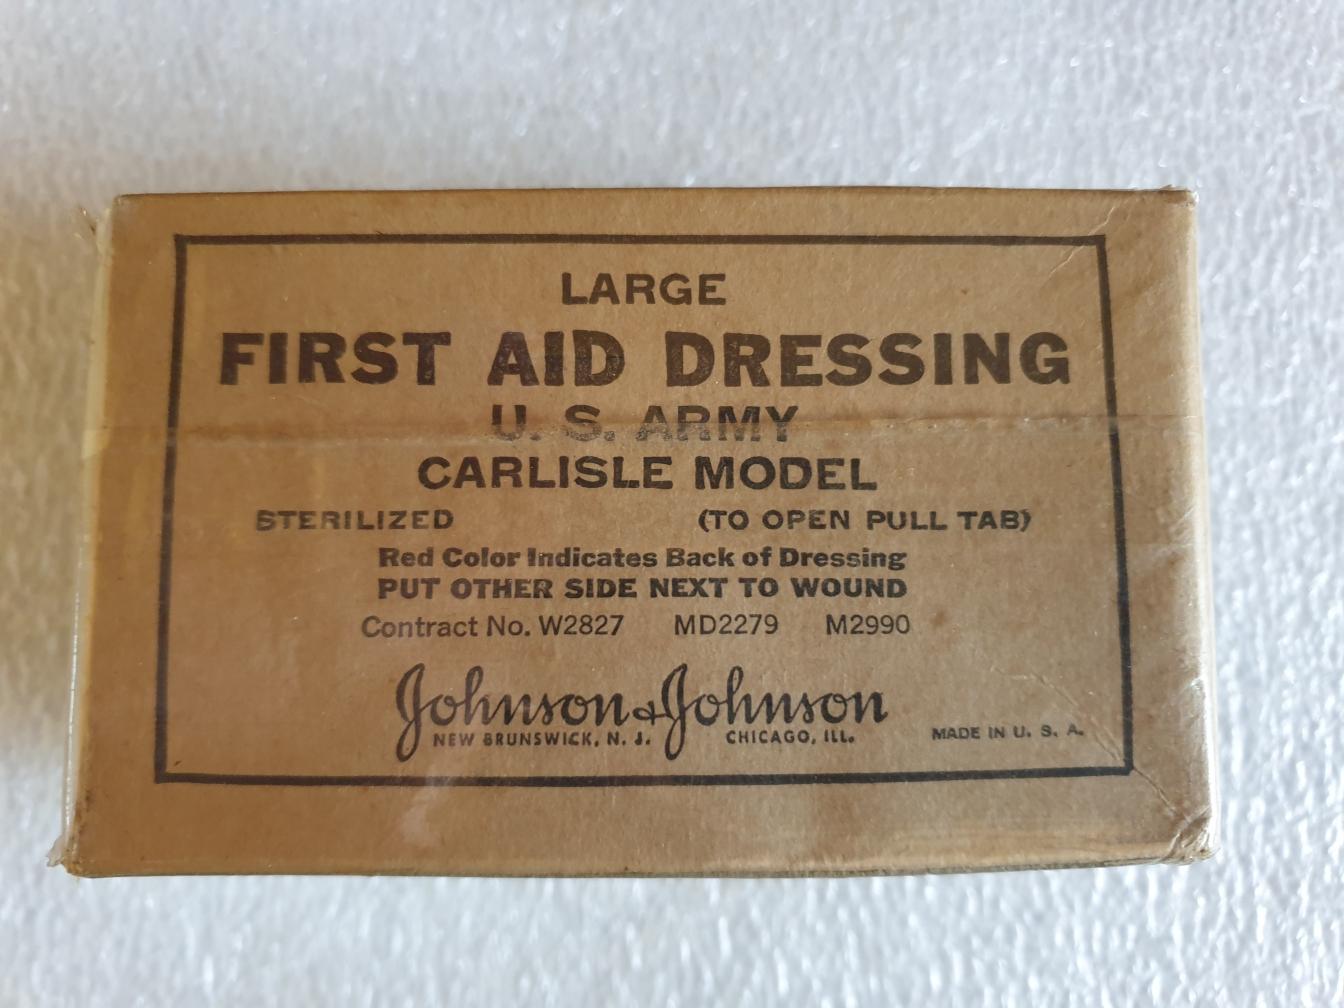 LARGE
FIRST AID DRESSING
U. S. ARMY
CARLISLE MODEL
STERILIZED (TO OPEN PULL TAB)
Red Color Indicates Back of Dressing
PUT OTHER SIDE NEXT TO WOUND
Contract No. W2827 MD2279 M2990
Johnson & Johnson
NEW BRUNSWICK, N. J. CHICAGO, ILL. MADE IN U. S. A.